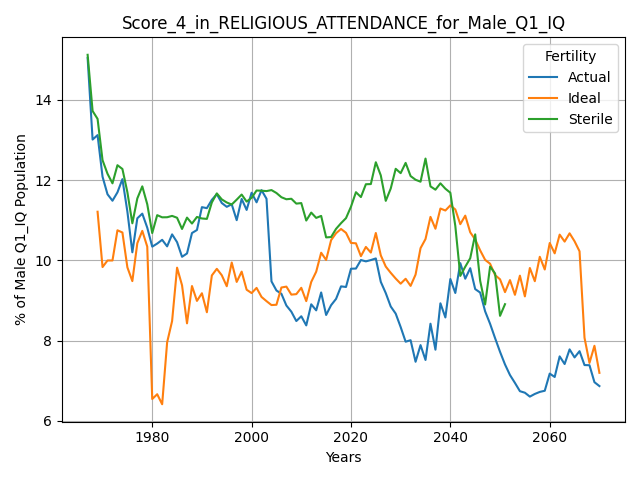 Score_4_in_RELIGIOUS_ATTENDANCE_for_Male_Q1_IQ
Fertility
Actual
Ideal
Sterile
% of Male Q1_IQ Population
14
12
10
8
6
1980
2000
2020
2040
2060
Years